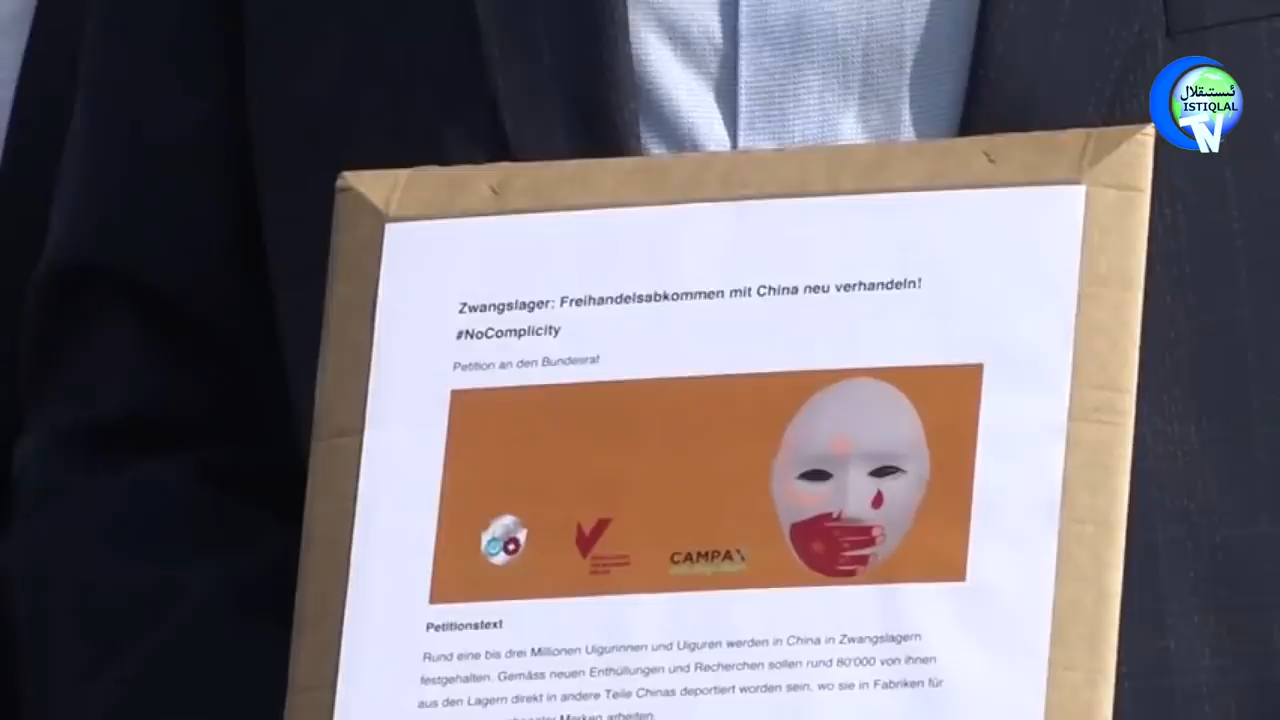 ئىستىقلال
ISTIQLAL
TV
Zwangslager: Freihandelsabkommen mit China neu verhandeln!
#NoComplicity
Petition an den Bundesrat
CAMPAX
Petitionstext
Rund eine bis drei Millionen Uigurinnen und Uiguren werden in China in Zwangslagern
festgehalten. Gemäss neuen Enthüllungen und Recherchen sollen rund 80'000 von ihnen
aus den Lagern direkt in andere Teile Chinas deportiert worden sein, wo sie in Fabriken für
Marken arbeiten.